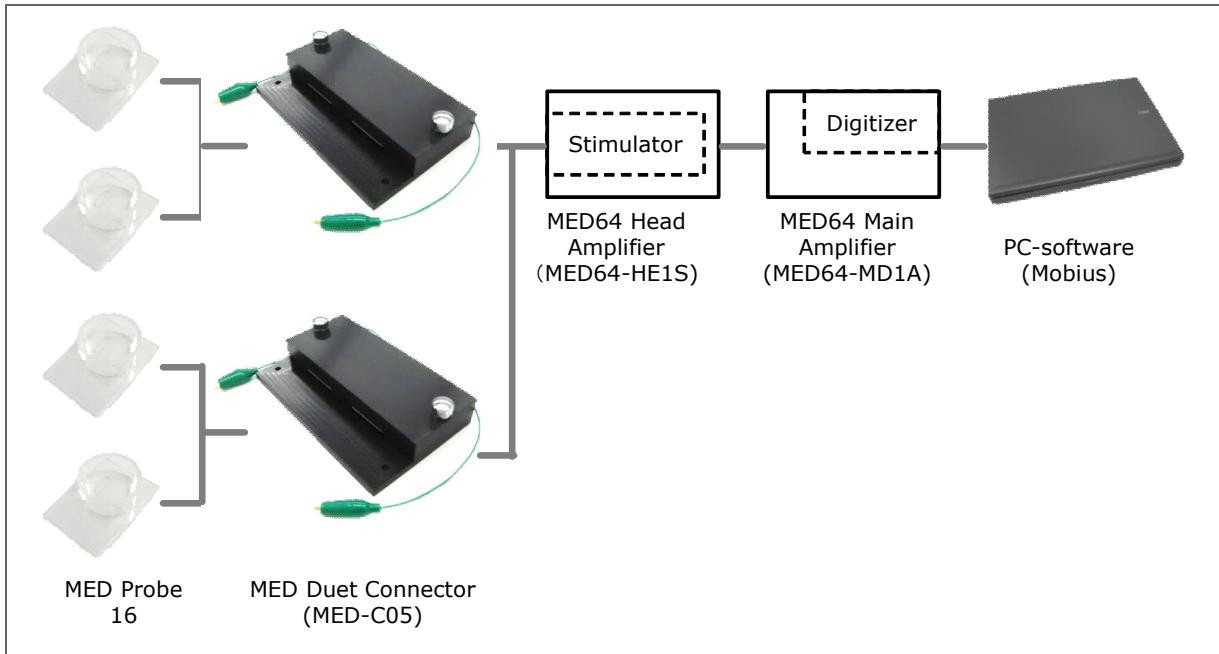 Stimulator
Digitizer
MED64 Head
Amplifier
(MED64-HE1S)
MED64 Main
Amplifier
(MED64-MD1A)
PC-software
(Mobius)
MED Probe
16
MED Duet Connector
(MED-C05)